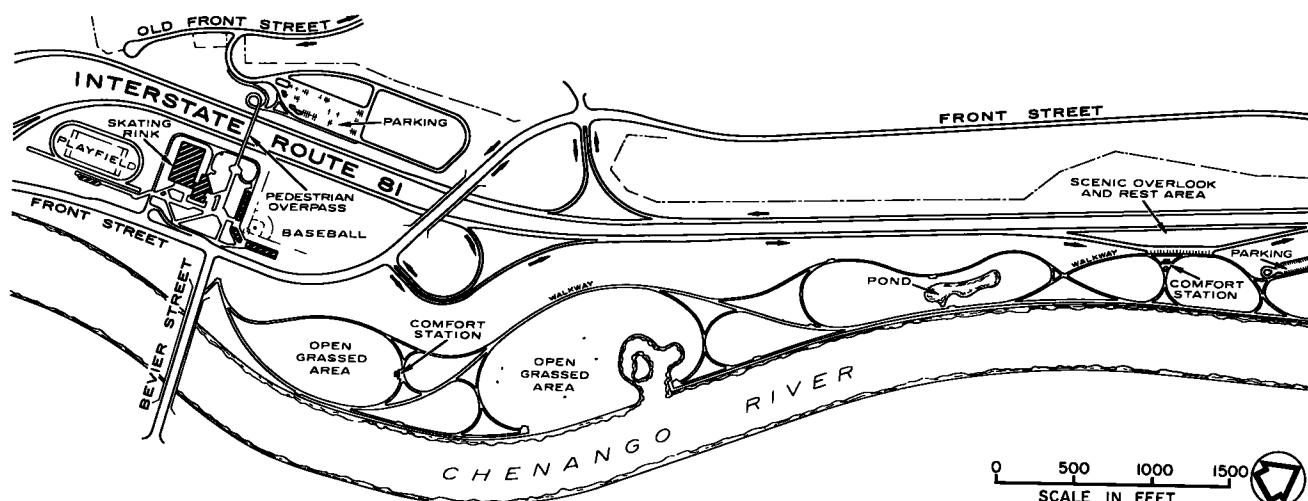 OLD FRONT STREET
INTERSTATE ROUTE 81
PARKING
FRONT STREET
SKATING
RINK
PLAYFIELD
PEDESTRIAN
OVERPASS
BASEBALL
FRONT STREET
BEVIER STREET
SCENIC OVERLOOK
AND REST AREA
WALKWAY
PARKING
COMFORT
STATION
POND
WALKWAY
COMFORT
STATION
OPEN
GRASSED
AREA
OPEN
GRASSED
AREA
CHENANGO RIVER
0 500 1000 1500
SCALE IN FEET